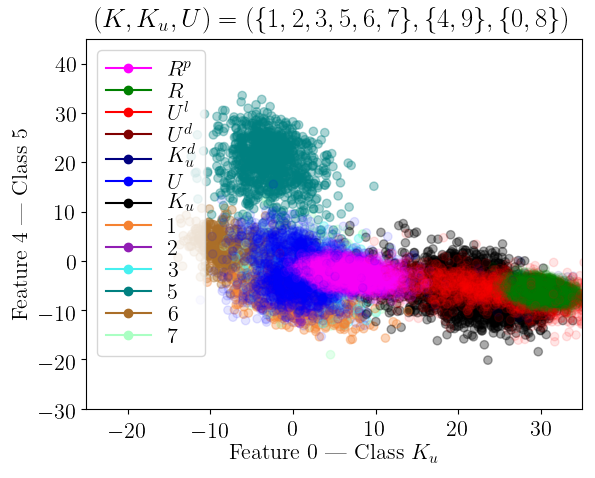 (K, K_u, U) = ({1, 2, 3, 5, 6, 7}, {4, 9}, {0, 8})
Feature 4 — Class 5
40
30
20
10
0
−10
−20
−30
R^p
R
U^l
U^d
K_u^d
U
K_u
1
2
3
5
6
7
−20 −10 0 10 20 30
Feature 0 — Class K_u